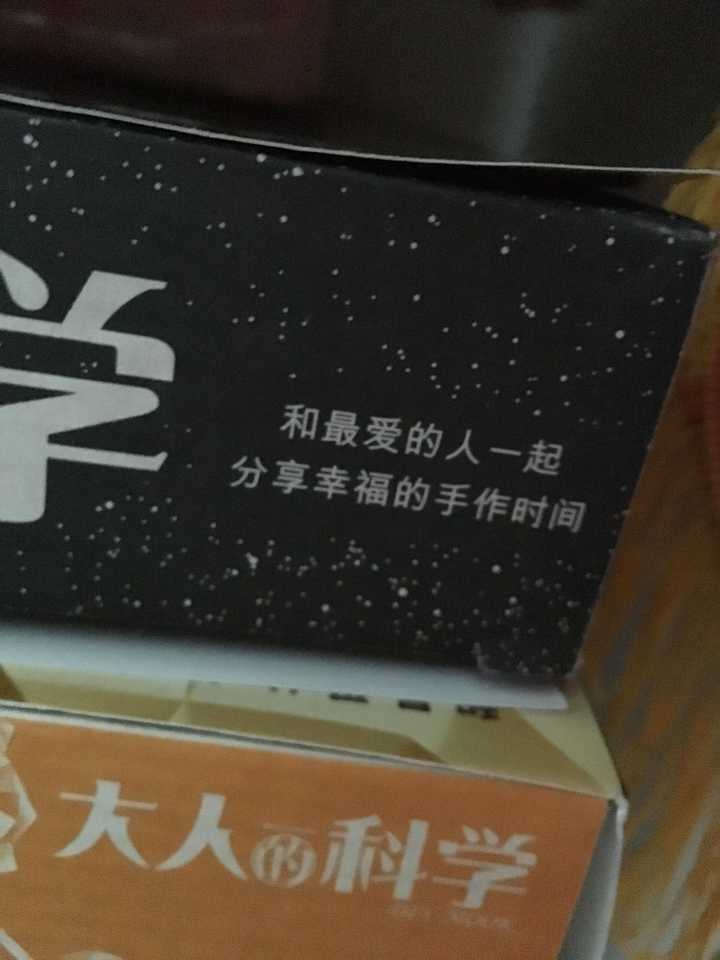 学
和最爱的人一起
分享幸福的手作时间
大人的科学